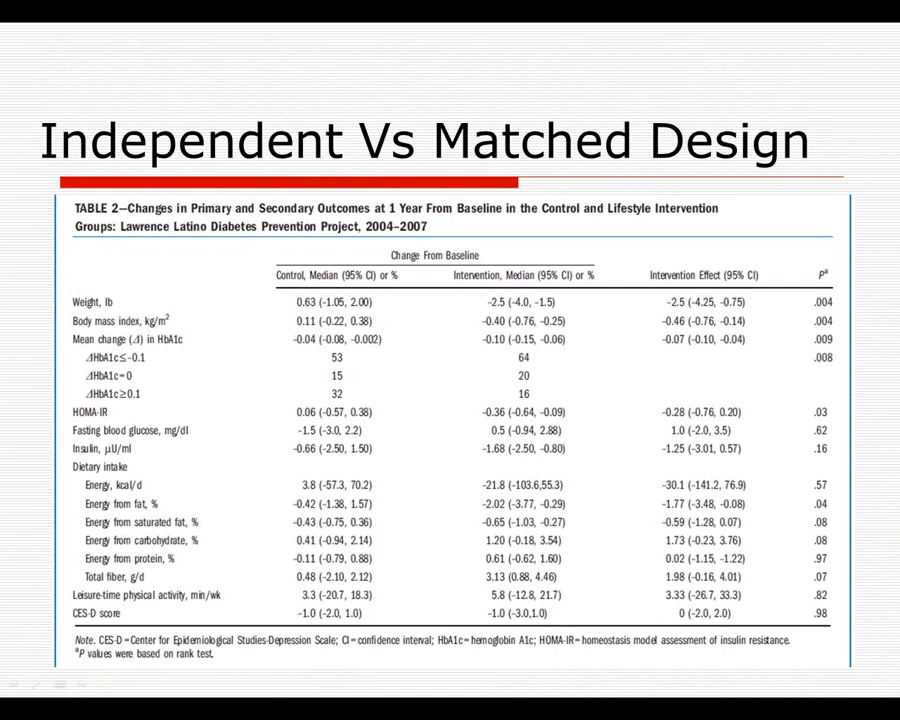 Independent Vs Matched Design
TABLE 2—Changes in Primary and Secondary Outcomes at 1 Year From Baseline in the Control and Lifestyle Intervention
Groups: Lawrence Latino Diabetes Prevention Project, 2004–2007
Change From Baseline
Control, Median (95% CI) or % Intervention, Median (95% CI) or % Intervention Effect (95% CI) Pª
Weight, lb 0.63 (-1.05, 2.00) -2.5 (-4.0, -1.5) -2.5 (-4.25, -0.75) .004
Body mass index, kg/m² 0.11 (-0.22, 0.38) -0.40 (-0.76, -0.25) -0.46 (-0.76, -0.14) .004
Mean change (Δ) in HbA1c -0.04 (-0.08, -0.002) -0.10 (-0.15, -0.06) -0.07 (-0.10, -0.04) .009
ΔHbA1c≤-0.1 53 64 .008
ΔHbA1c=0 15 20
ΔHbA1c≥0.1 32 16
HOMA-IR 0.06 (-0.57, 0.38) -0.36 (-0.64, -0.09) -0.28 (-0.76, 0.20) .03
Fasting blood glucose, mg/dl -1.5 (-3.0, 2.2) 0.5 (-0.94, 2.88) 1.0 (-2.0, 3.5) .62
Insulin, μU/ml -0.66 (-2.50, 1.50) -1.68 (-2.50, -0.80) -1.25 (-3.01, 0.57) .16
Dietary intake
Energy, kcal/d 3.8 (-57.3, 70.2) -21.8 (-103.6,55.3) -30.1 (-141.2, 76.9) .57
Energy from fat, % -0.42 (-1.38, 1.57) -2.02 (-3.77, -0.29) -1.77 (-3.48, -0.08) .04
Energy from saturated fat, % -0.43 (-0.75, 0.36) -0.65 (-1.03, -0.27) -0.59 (-1.28, 0.07) .08
Energy from carbohydrate, % 0.41 (-0.94, 2.14) 1.20 (-0.18, 3.54) 1.73 (-0.23, 3.76) .08
Energy from protein, % -0.11 (-0.79, 0.88) 0.61 (-0.62, 1.60) 0.02 (-1.15, -1.22) .97
Total fiber, g/d 0.48 (-2.10, 2.12) 3.13 (0.88, 4.46) 1.98 (-0.16, 4.01) .07
Leisure-time physical activity, min/wk 3.3 (-20.7, 18.3) 5.8 (-12.8, 21.7) 3.33 (-26.7, 33.3) .82
CES-D score -1.0 (-2.0, 1.0) -1.0 (-3.0,1.0) 0 (-2.0, 2.0) .98
Note. CES-D=Center for Epidemiological Studies-Depression Scale; CI=confidence interval; HbA1c=hemoglobin A1c; HOMA-IR=homeostasis model assessment of insulin resistance.
ªP values were based on rank test.